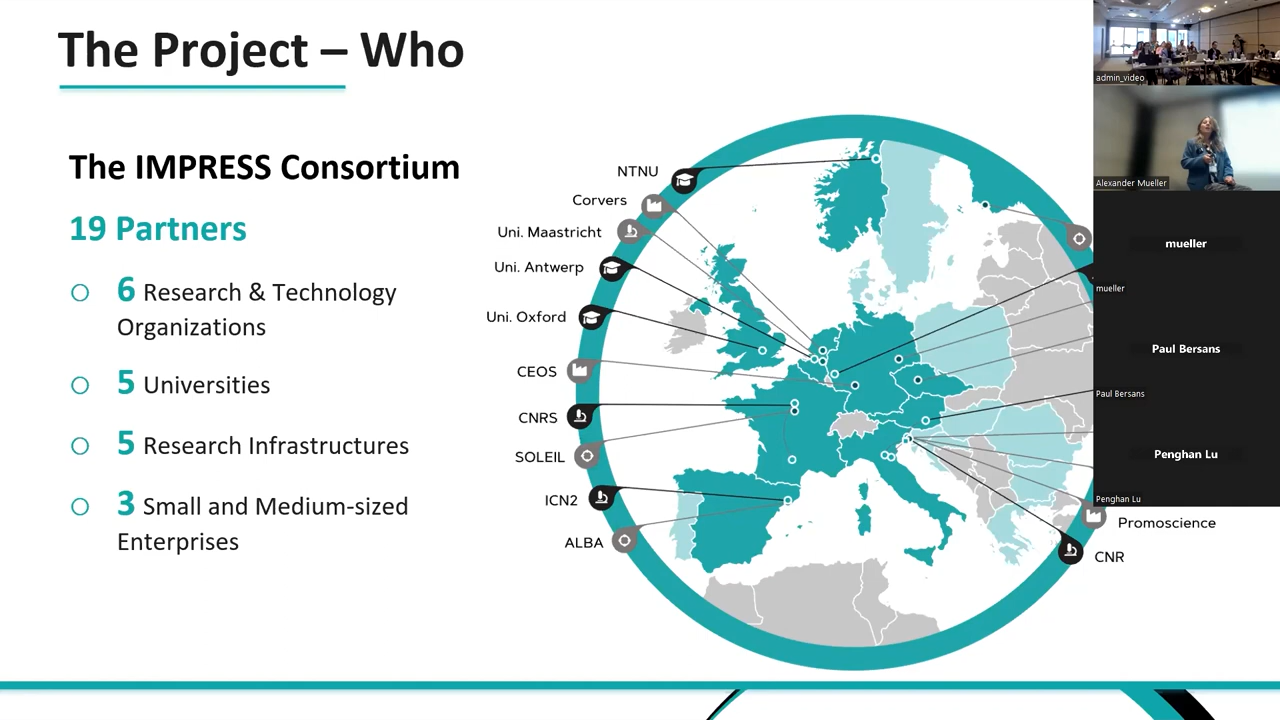 The Project – Who
The IMPRESS Consortium
19 Partners
6 Research & Technology
Organizations
5 Universities
5 Research Infrastructures
3 Small and Medium-sized
Enterprises
NTNU
Corvers
Uni. Maastricht
Uni. Antwerp
Uni. Oxford
CEOS
CNRS
SOLEIL
ICN2
ALBA
Promoscience
CNR
admin_video
Alexander Mueller
mueller
mueller
Paul Bersans
Paul Bersans
Penghan Lu
Penghan Lu